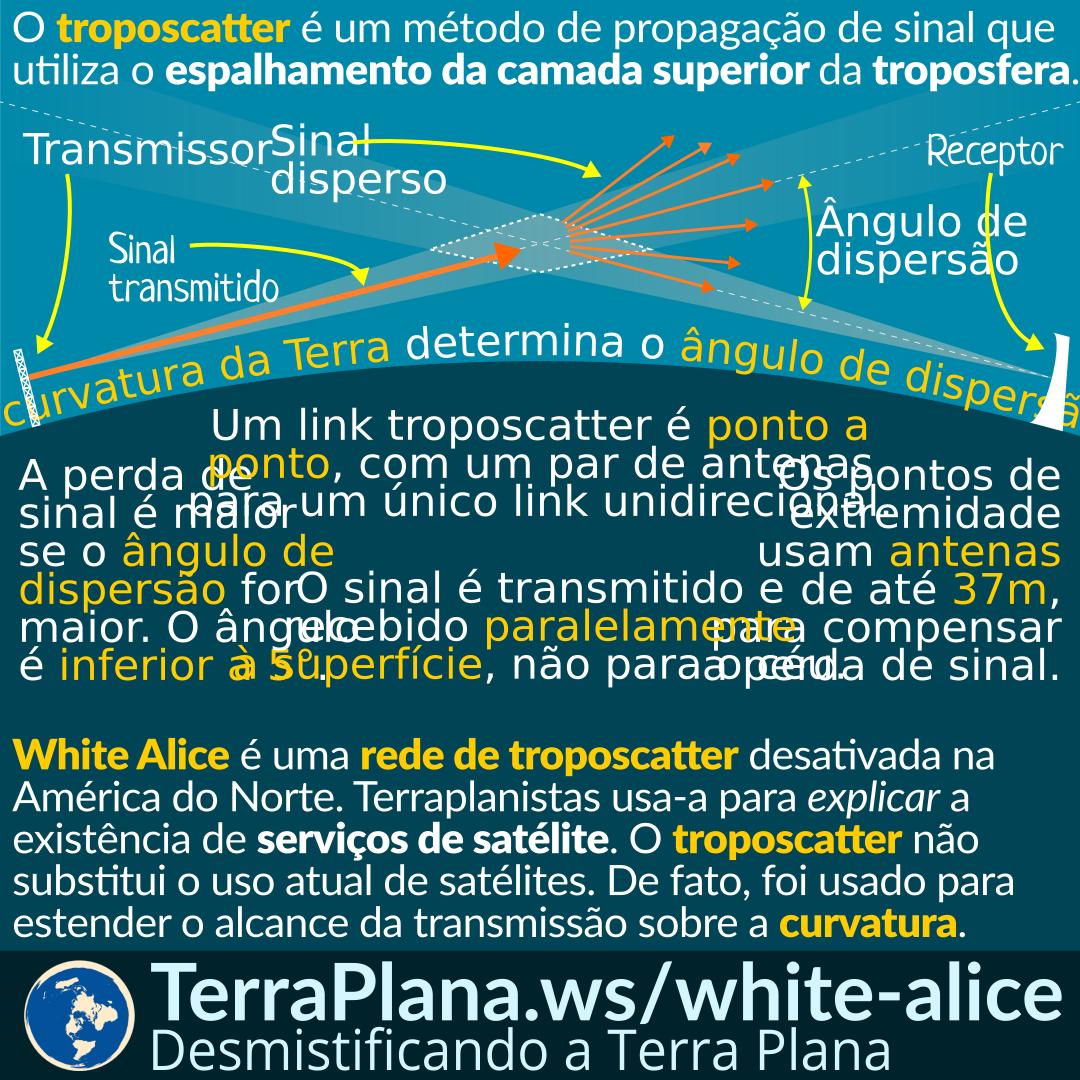 O troposcatter é um método de propagação de sinal que
utiliza o espalhamento da camada superior da troposfera.
Transmissor
Sinal
disperso
Receptor
Sinal
transmitido
Ângulo de
dispersão
curvatura da Terra determina o ângulo de dispersã
Um link troposcatter é ponto a
ponto, com um par de antenas
para um único link unidirecional.
A perda de
sinal é maior
se o ângulo de
dispersão for
maior. O ângulo
é inferior a 5°.
O sinal é transmitido e
recebido paralelamente
à superfície, não para o céu.
Os pontos de
extremidade
usam antenas
de até 37m,
para compensar
a perda de sinal.
White Alice é uma rede de troposcatter desativada na
América do Norte. Terraplanistas usa-a para explicar a
existência de serviços de satélite. O troposcatter não
substitui o uso atual de satélites. De fato, foi usado para
estender o alcance da transmissão sobre a curvatura.
TerraPlana.ws/white-alice
Desmistificando a Terra Plana